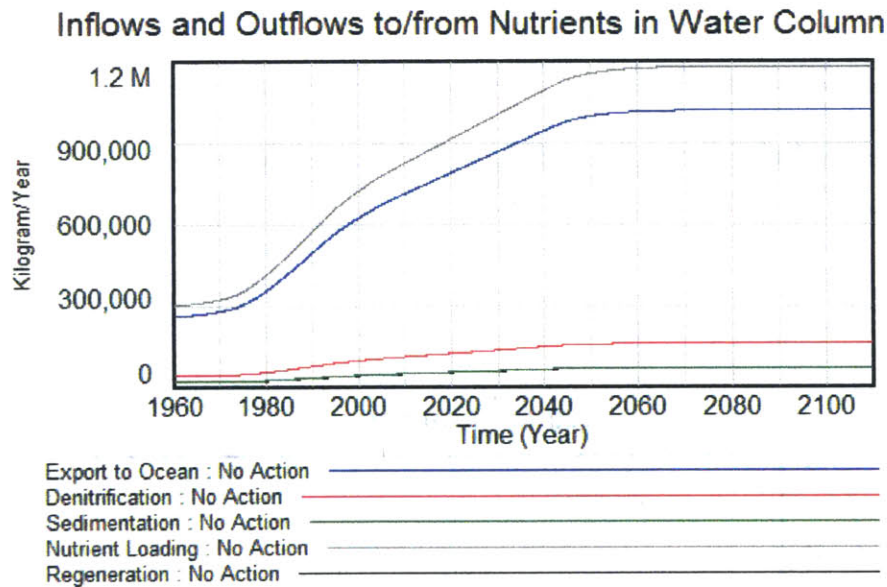 Inflows and Outflows to/from Nutrients in Water Column
1.2 M
900,000
600,000
300,000
0
Kilogram/Year
1960 1980 2000 2020 2040 2060 2080 2100
Time (Year)
Export to Ocean : No Action
Denitrification : No Action
Sedimentation : No Action
Nutrient Loading : No Action
Regeneration : No Action